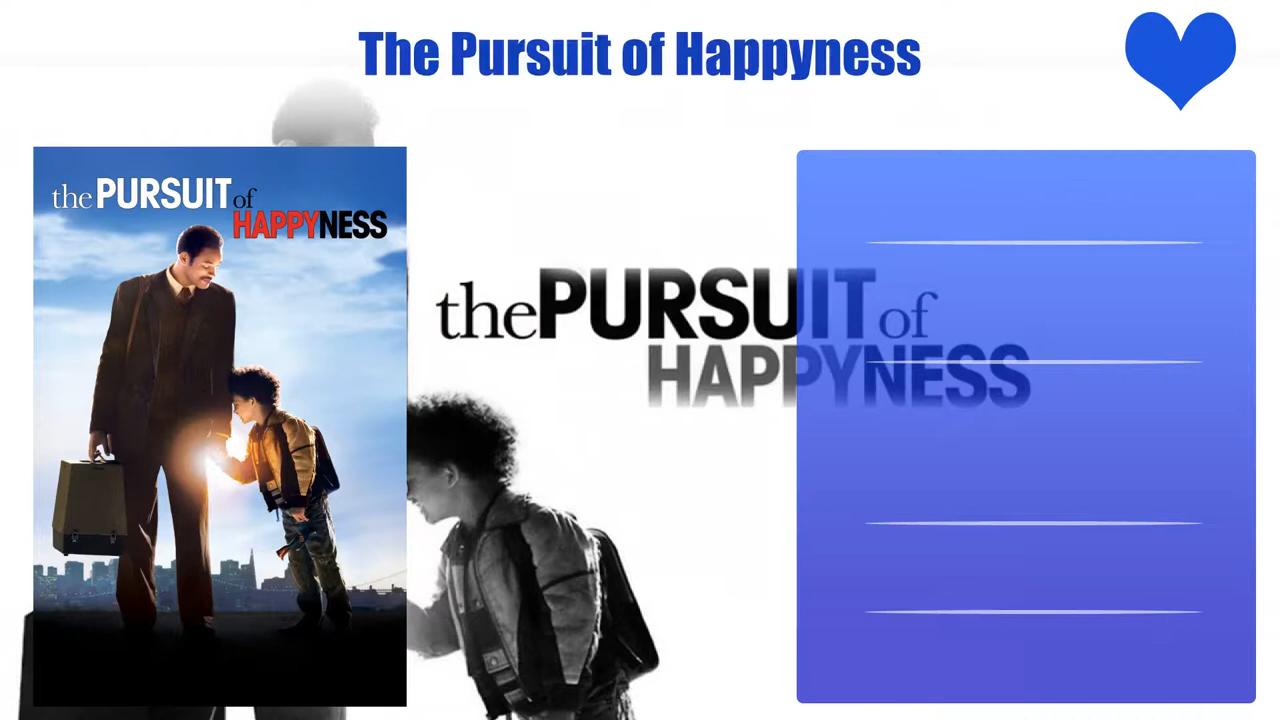 The Pursuit of Happyness
the PURSUIT of
HAPPYNESS
the PURSUIT of
HAPPYNESS